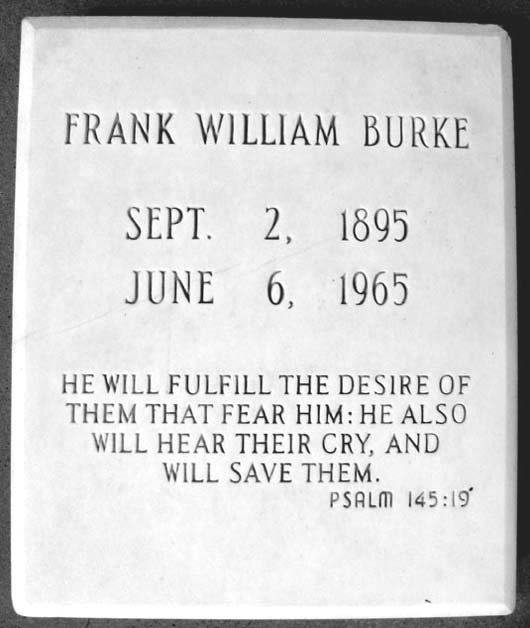 FRANK WILLIAM BURKE
SEPT. 2, 1895
JUNE 6, 1965
HE WILL FULFILL THE DESIRE OF
THEM THAT FEAR HIM: HE ALSO
WILL HEAR THEIR CRY, AND
WILL SAVE THEM.
PSALM 145:19